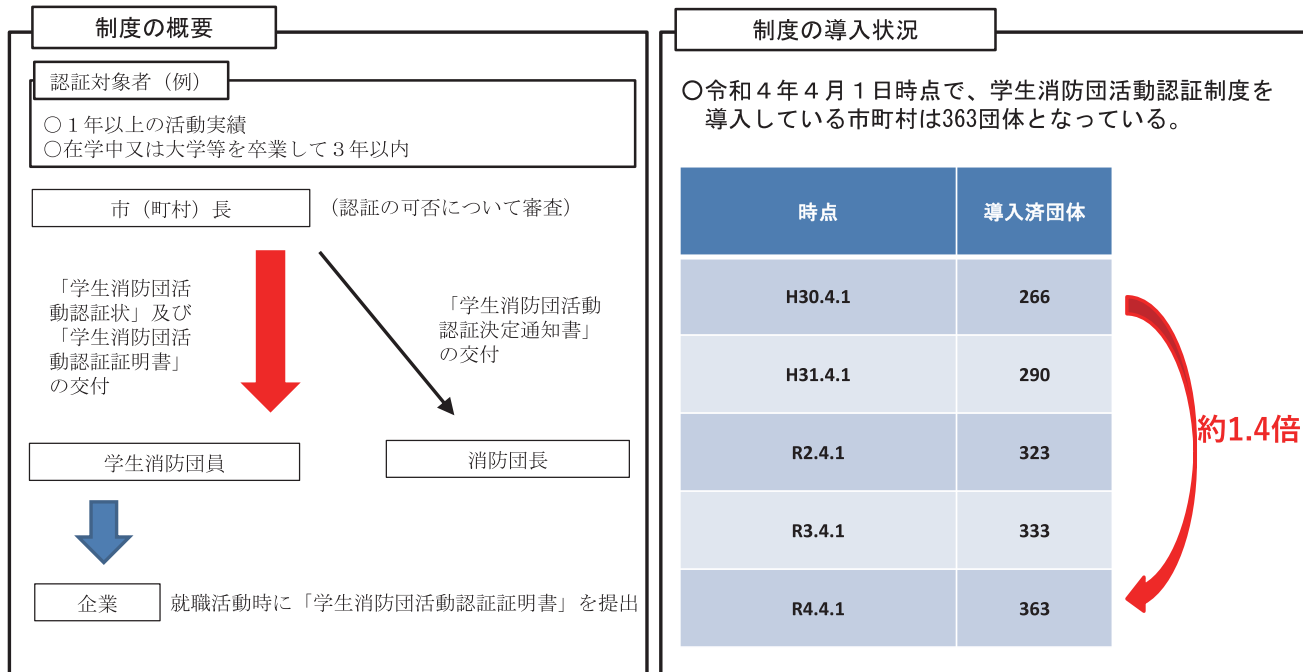 制度の概要
認証対象者（例）
○１年以上の活動実績
○在学中又は大学等を卒業して３年以内
市（町村）長
（認証の可否について審査）
「学生消防団活
動認証状」及び
「学生消防団活
動認証証明書」
の交付
「学生消防団活動
認証決定通知書」
の交付
学生消防団員
消防団長
企業
就職活動時に「学生消防団活動認証証明書」を提出
制度の導入状況
○令和４年４月１日時点で、学生消防団活動認証制度を
導入している市町村は363団体となっている。
時点 導入済団体
H30.4.1 266
H31.4.1 290
R2.4.1 323
R3.4.1 333
R4.4.1 363
約1.4倍